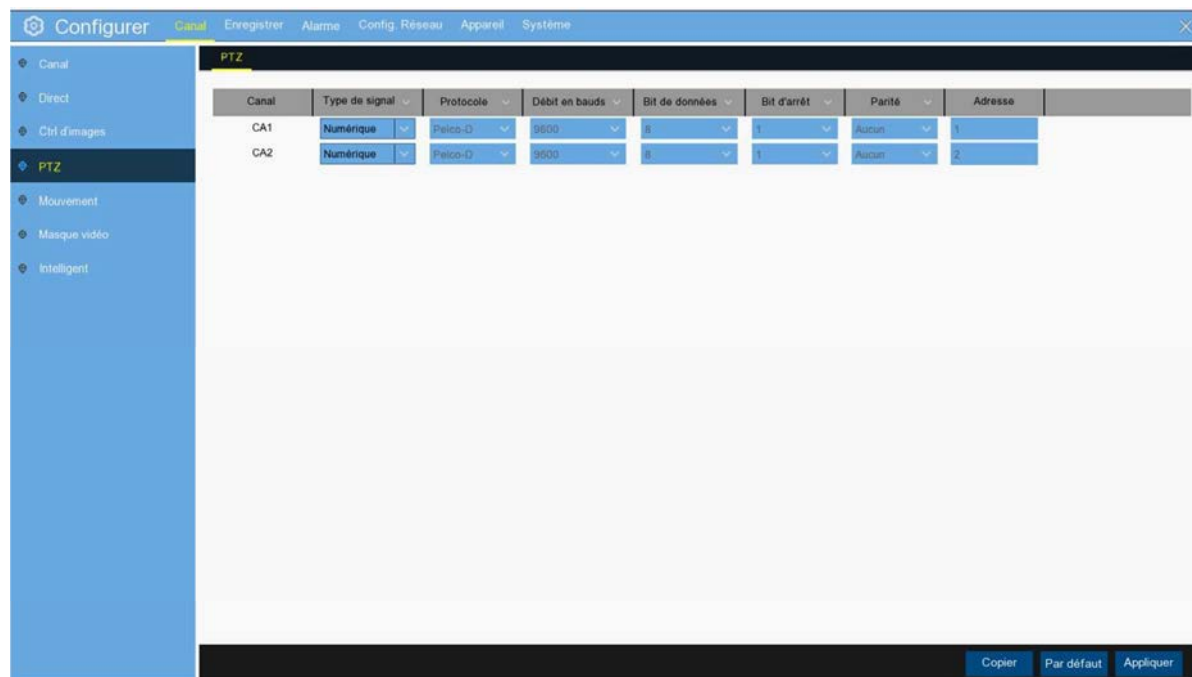 Configurer Canal Enregistrer Alarme Config. Réseau Appareil Système
Canal
Direct
Ctrl d'images
PTZ
Mouvement
Masque vidéo
Intelligent
PTZ
Canal Type de signal Protocole Débit en bauds Bit de données Bit d'arrêt Parité Adresse
CA1 Numérique Pelco-D 9600 8 1 Aucun 1
CA2 Numérique Pelco-D 9600 8 1 Aucun 2
Copier Par défaut Appliquer